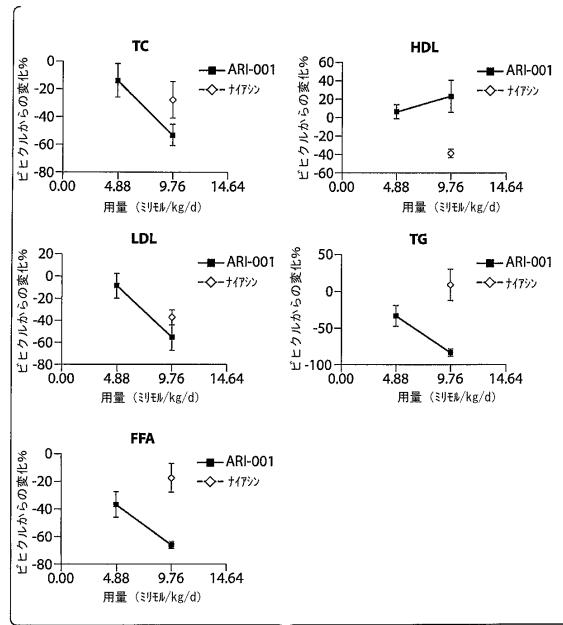 TC
ビヒクルからの変化%
0
-20
-40
-60
-80
0.00 4.88 9.76 14.64
用量 (ミリモル/kg/d)
ARI-001
ナイアシン
HDL
ビヒクルからの変化%
60
40
20
0
-20
-40
-60
0.00 4.88 9.76 14.64
用量 (ミリモル/kg/d)
ARI-001
ナイアシン
LDL
ビヒクルからの変化%
20
0
-20
-40
-60
-80
0.00 4.88 9.76 14.64
用量 (ミリモル/kg/d)
ARI-001
ナイアシン
TG
ビヒクルからの変化%
50
0
-50
-100
0.00 4.88 9.76 14.64
用量 (ミリモル/kg/d)
ARI-001
ナイアシン
FFA
ビヒクルからの変化%
0
-20
-40
-60
-80
0.00 4.88 9.76 14.64
用量 (ミリモル/kg/d)
ARI-001
ナイアシン